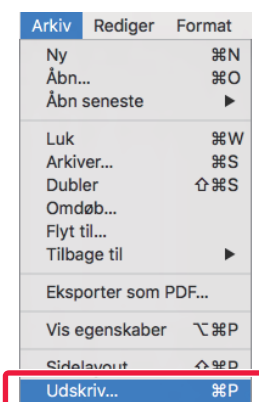 Arkiv Rediger Format
Ny ⌘N
Åbn... ⌘O
Åbn seneste ▶
Luk ⌘W
Arkiver... ⌘S
Dubler ⇧⌘S
Omdøb...
Flyt til...
Tilbage til ▶
Eksporter som PDF...
Vis egenskaber ⌥⌘P
Sidelayout ⇧⌘P
Udskriv... ⌘P